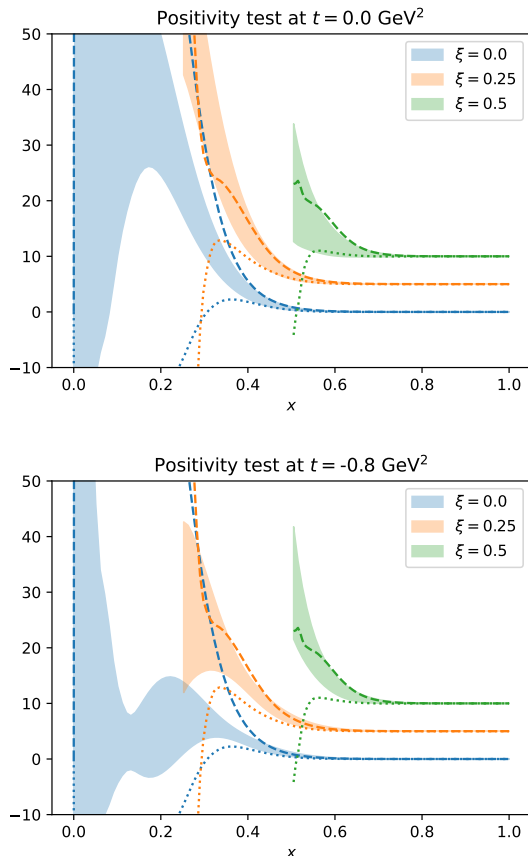 Positivity test at t = 0.0 GeV²
50
40
30
20
10
0
−10
ξ = 0.0
ξ = 0.25
ξ = 0.5
0.0 0.2 0.4 0.6 0.8 1.0
x
Positivity test at t = -0.8 GeV²
50
40
30
20
10
0
−10
ξ = 0.0
ξ = 0.25
ξ = 0.5
0.0 0.2 0.4 0.6 0.8 1.0
x